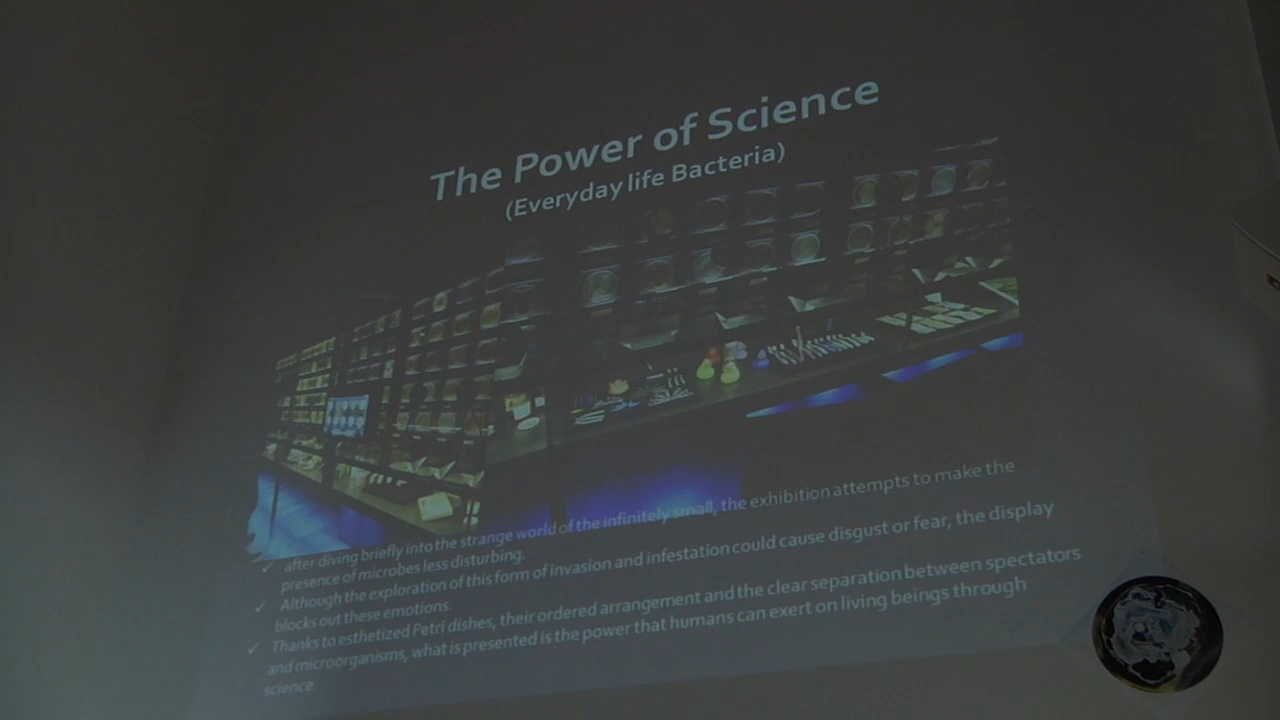 The Power of Science
(Everyday life Bacteria)
✓ after diving briefly into the strange world of the infinitely small, the exhibition attempts to make the
presence of microbes less disturbing.
✓ Although the exploration of this form of invasion and infestation could cause disgust or fear, the display
blocks out these emotions.
✓ Thanks to esthetized Petri dishes, their ordered arrangement and the clear separation between spectators
and microorganisms, what is presented is the power that humans can exert on living beings through
science.